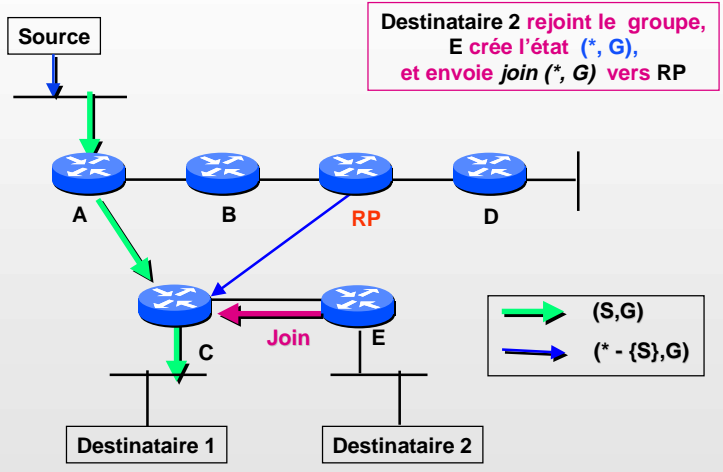 Source
Destinataire 2 rejoint le groupe,
E crée l'état (*, G),
et envoie join (*, G) vers RP
A
B
RP
D
C
Join
E
(S,G)
(* - {S},G)
Destinataire 1
Destinataire 2